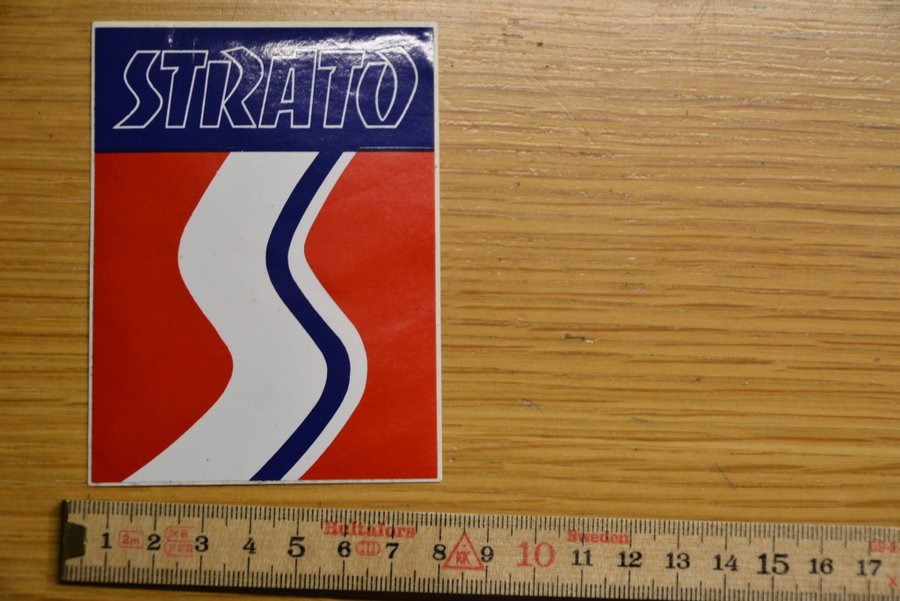 STRATO
Hultafors Sweden
1 2m 2 3 4 5 6 7 8 9 10 11 12 13 14 15 16 17